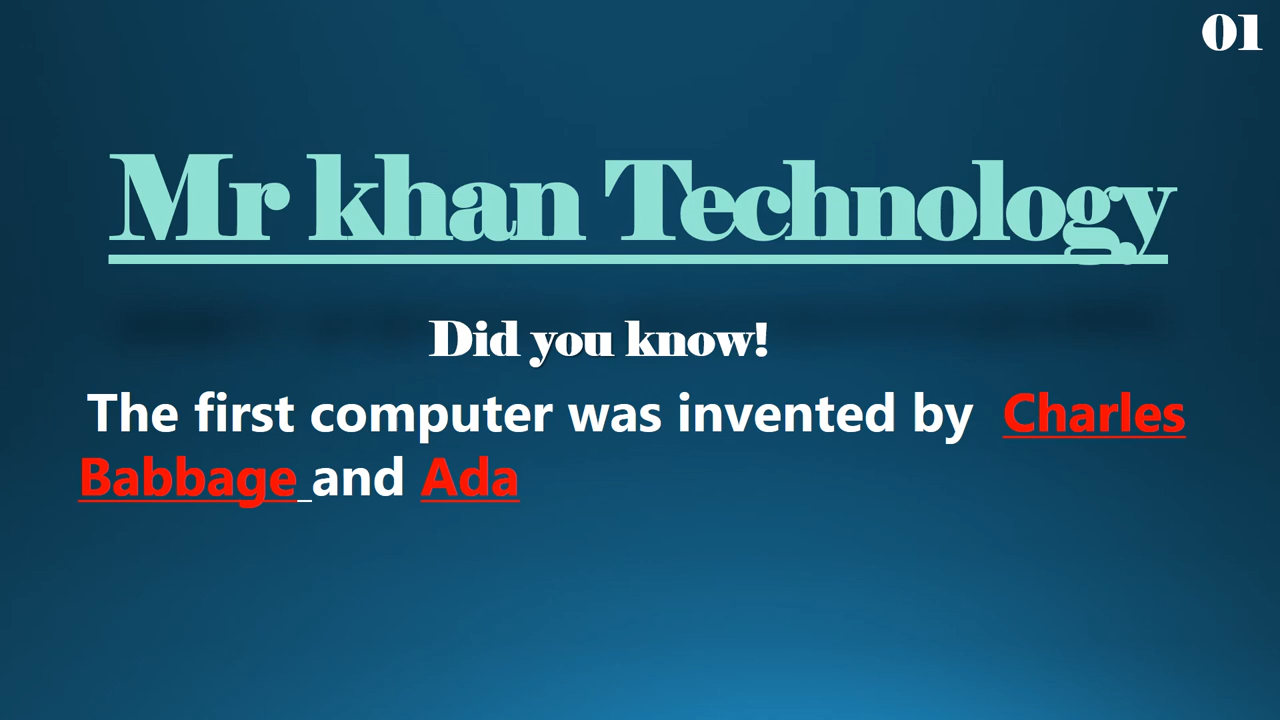 01
Mr khan Technology
Did you know!
The first computer was invented by Charles
Babbage and Ada